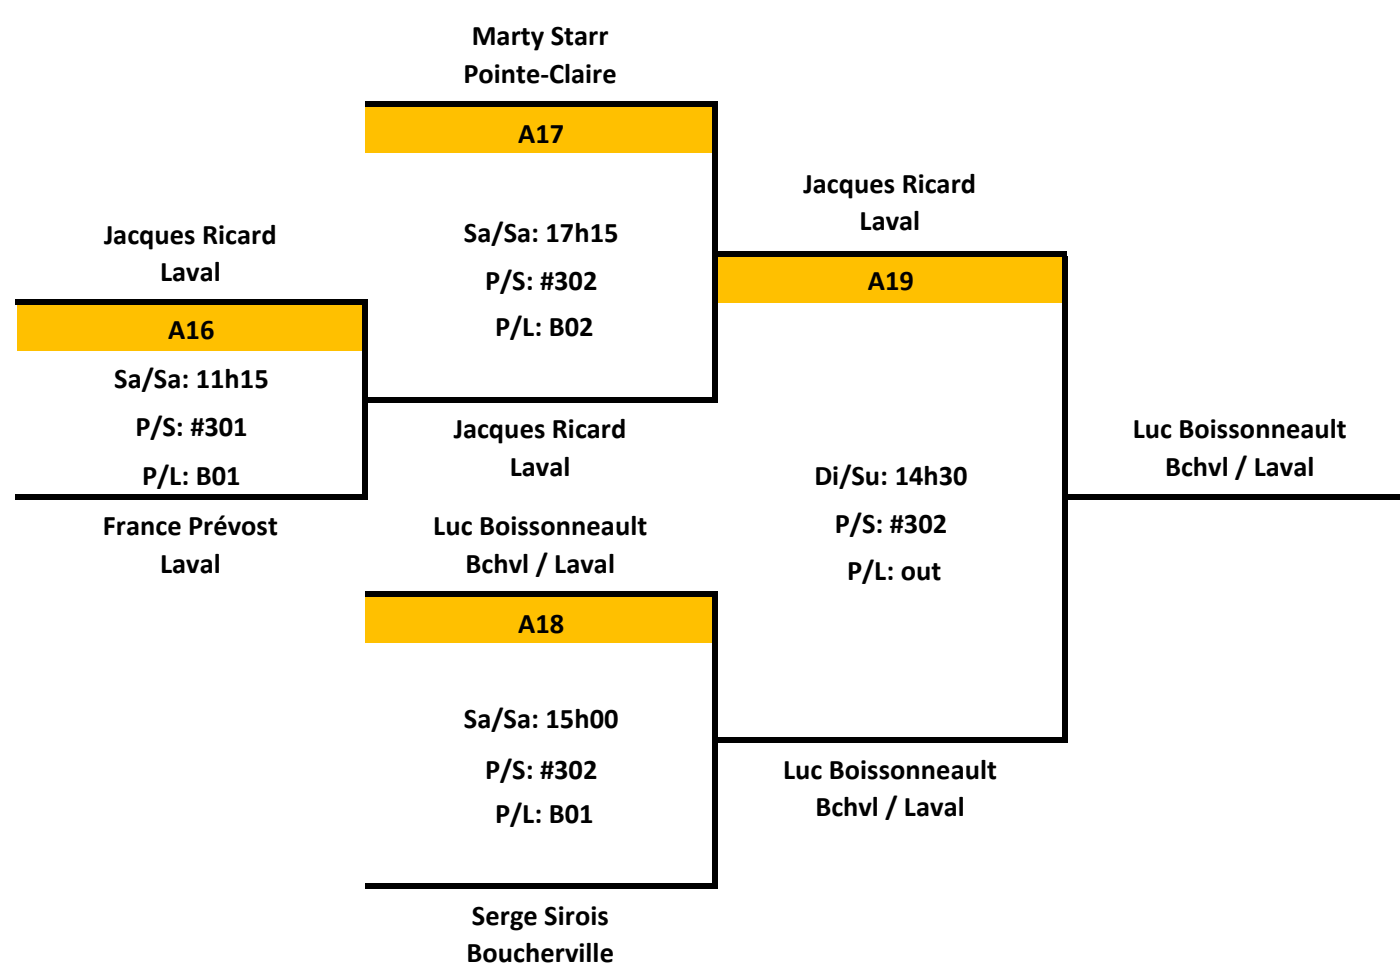 Marty Starr
Pointe-Claire
A17
Sa/Sa: 17h15
P/S: #302
P/L: B02
Jacques Ricard
Laval
A16
Sa/Sa: 11h15
P/S: #301
P/L: B01
France Prévost
Laval
Jacques Ricard
Laval
Jacques Ricard
Laval
A19
Di/Su: 14h30
P/S: #302
P/L: out
Luc Boissonneault
Bchvl / Laval
A18
Sa/Sa: 15h00
P/S: #302
P/L: B01
Serge Sirois
Boucherville
Luc Boissonneault
Bchvl / Laval
Luc Boissonneault
Bchvl / Laval